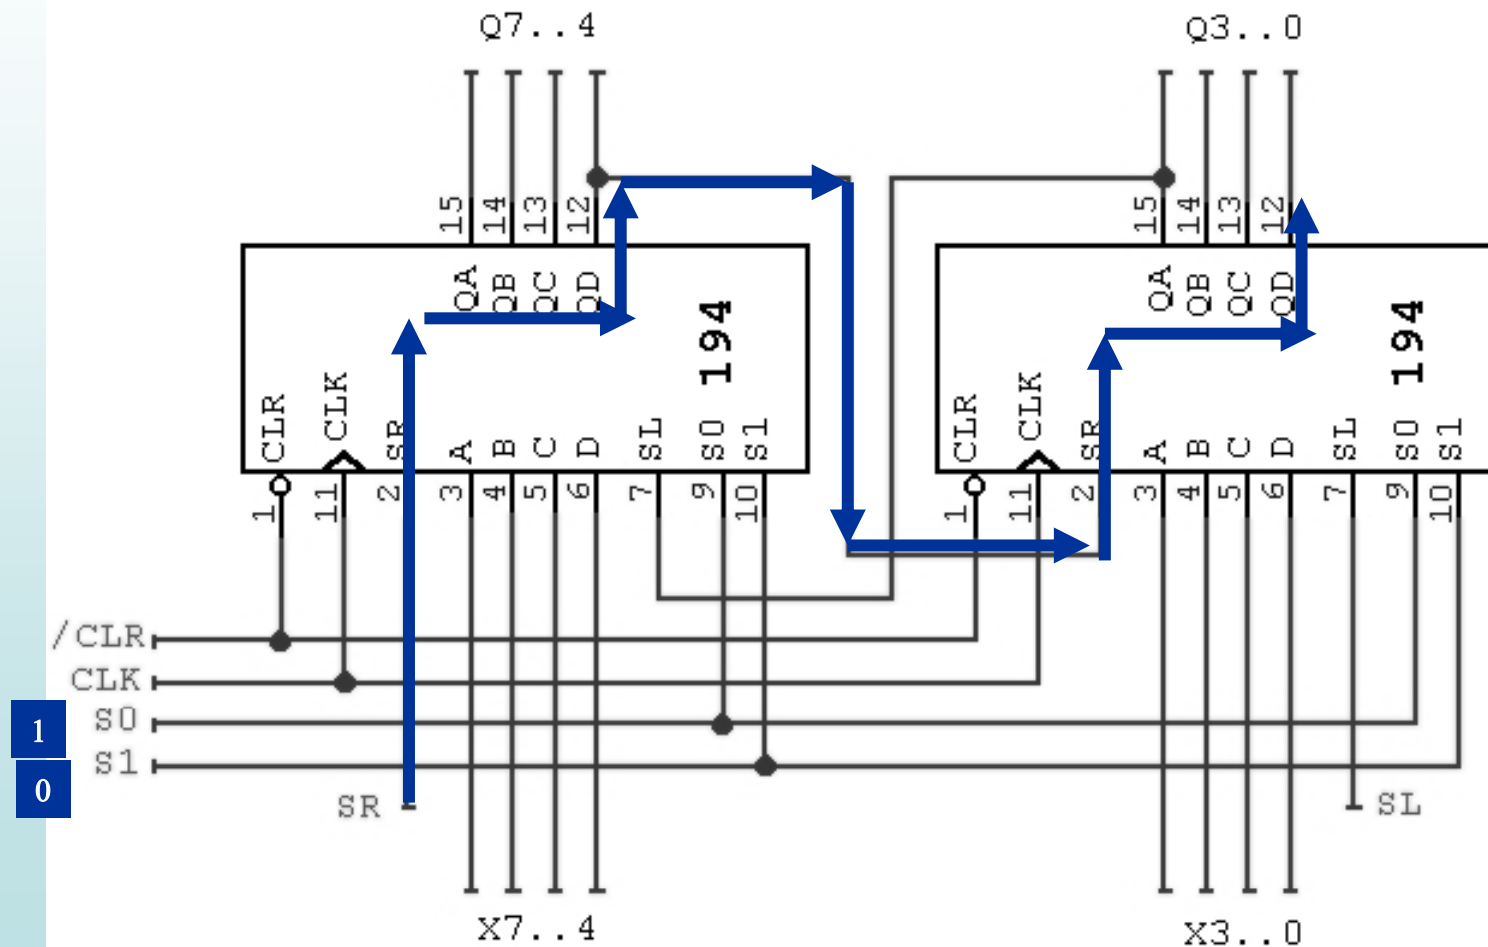 Q7..4
Q3..0
15 14 13 12
15 14 13 12
QA QB QC QD
QA QB QC QD
194
194
CLR CLK SR A B C D SL S0 S1
CLR CLK SR A B C D SL S0 S1
1 11 2 3 4 5 6 7 9 10
1 11 2 3 4 5 6 7 9 10
/CLR
CLK
1 S0
S1
0
SR
SL
X7..4
X3..0